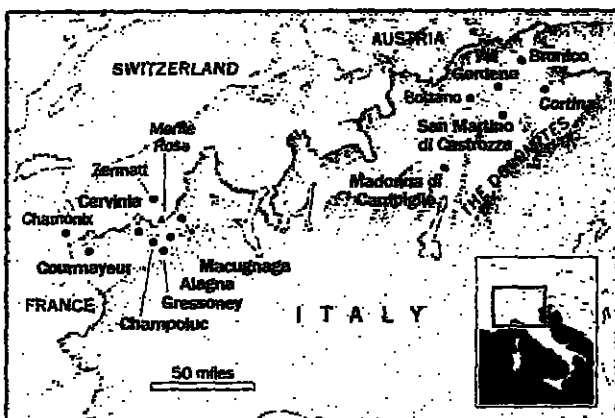 SWITZERLAND
AUSTRIA
Val
Gardena
Brunico
Bolzano
Cortina
San Martino
di Castrozza
Madonna di
Campiglio
THE DOLOMITES
Monte
Rosa
Zermatt
Cervinia
Chamonix
Courmayeur
Macugnaga
Alagna
Gressoney
Champoluc
FRANCE
ITALY
50 miles